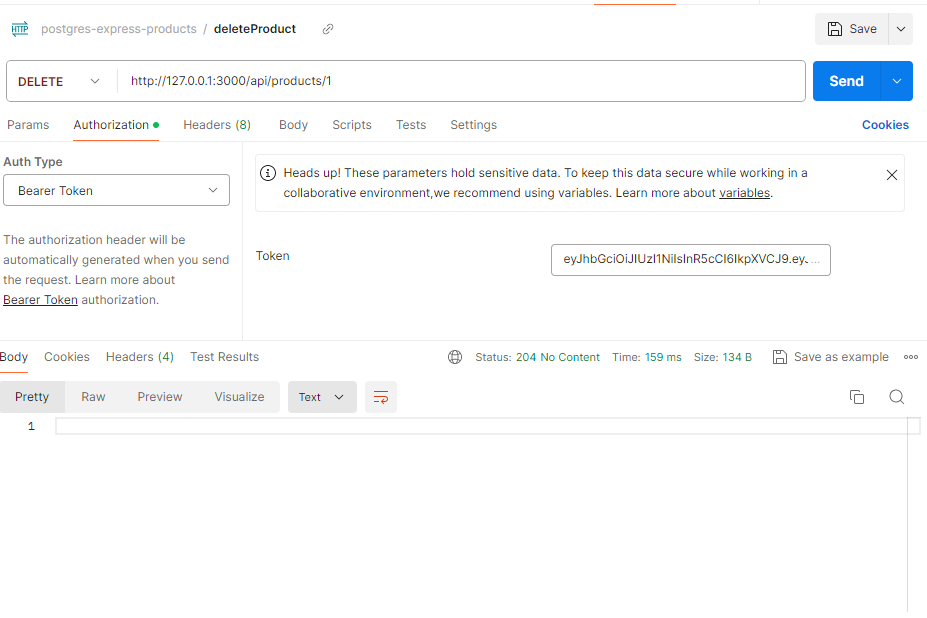 HTTP postgres-express-products / deleteProduct Save
DELETE http://127.0.0.1:3000/api/products/1 Send
Params Authorization Headers (8) Body Scripts Tests Settings Cookies
Auth Type
Bearer Token
Heads up! These parameters hold sensitive data. To keep this data secure while working in a
collaborative environment,we recommend using variables. Learn more about variables.
The authorization header will be
automatically generated when you send
the request. Learn more about
Bearer Token authorization.
Token eyJhbGciOiJIUzI1NiIsInR5cCI6IkpXVCJ9.eyJ...
Body Cookies Headers (4) Test Results Status: 204 No Content Time: 159 ms Size: 134 B Save as example
Pretty Raw Preview Visualize Text
1